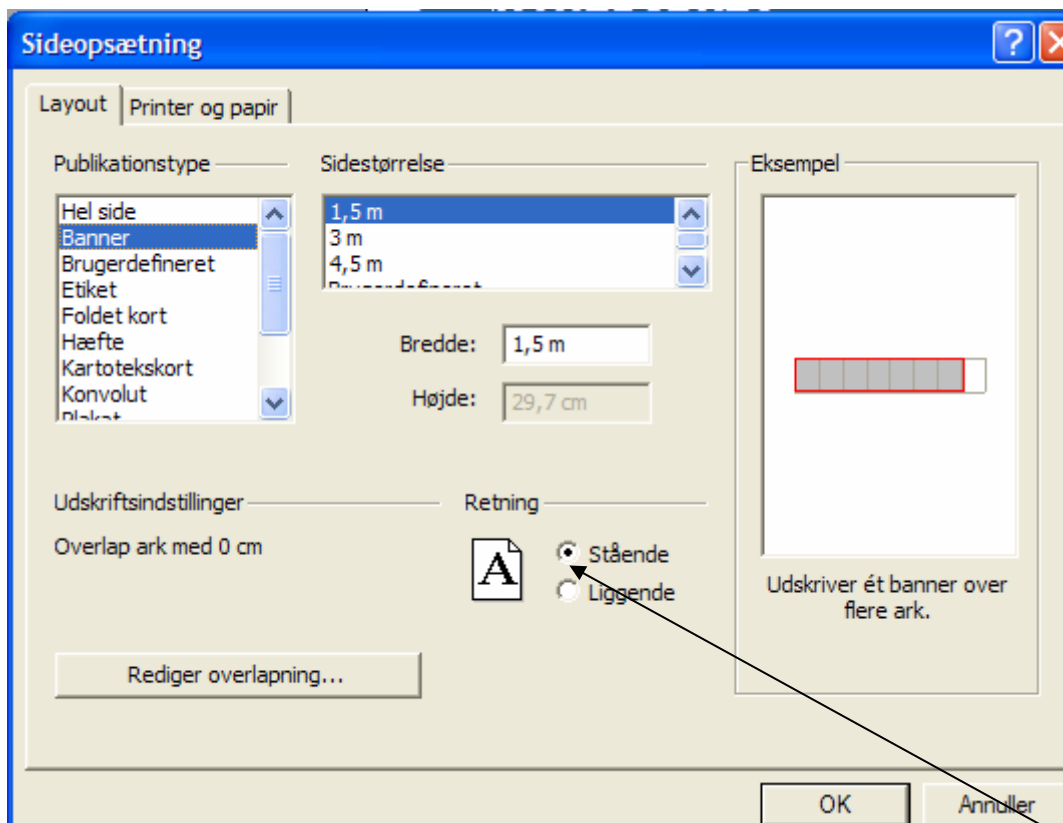 Sideopsætning
Layout
Printer og papir
Publikationstype
Hel side
Banner
Brugerdefineret
Etiket
Foldet kort
Hæfte
Kartotekskort
Konvolut
Plakat
Sidestørrelse
1,5 m
3 m
4,5 m
Brugerdefineret
Bredde: 1,5 m
Højde: 29,7 cm
Eksempel
Udskriver ét banner over
flere ark.
Udskriftsindstillinger
Overlap ark med 0 cm
Rediger overlapning...
Retning
A
Stående
Liggende
OK
Annuller